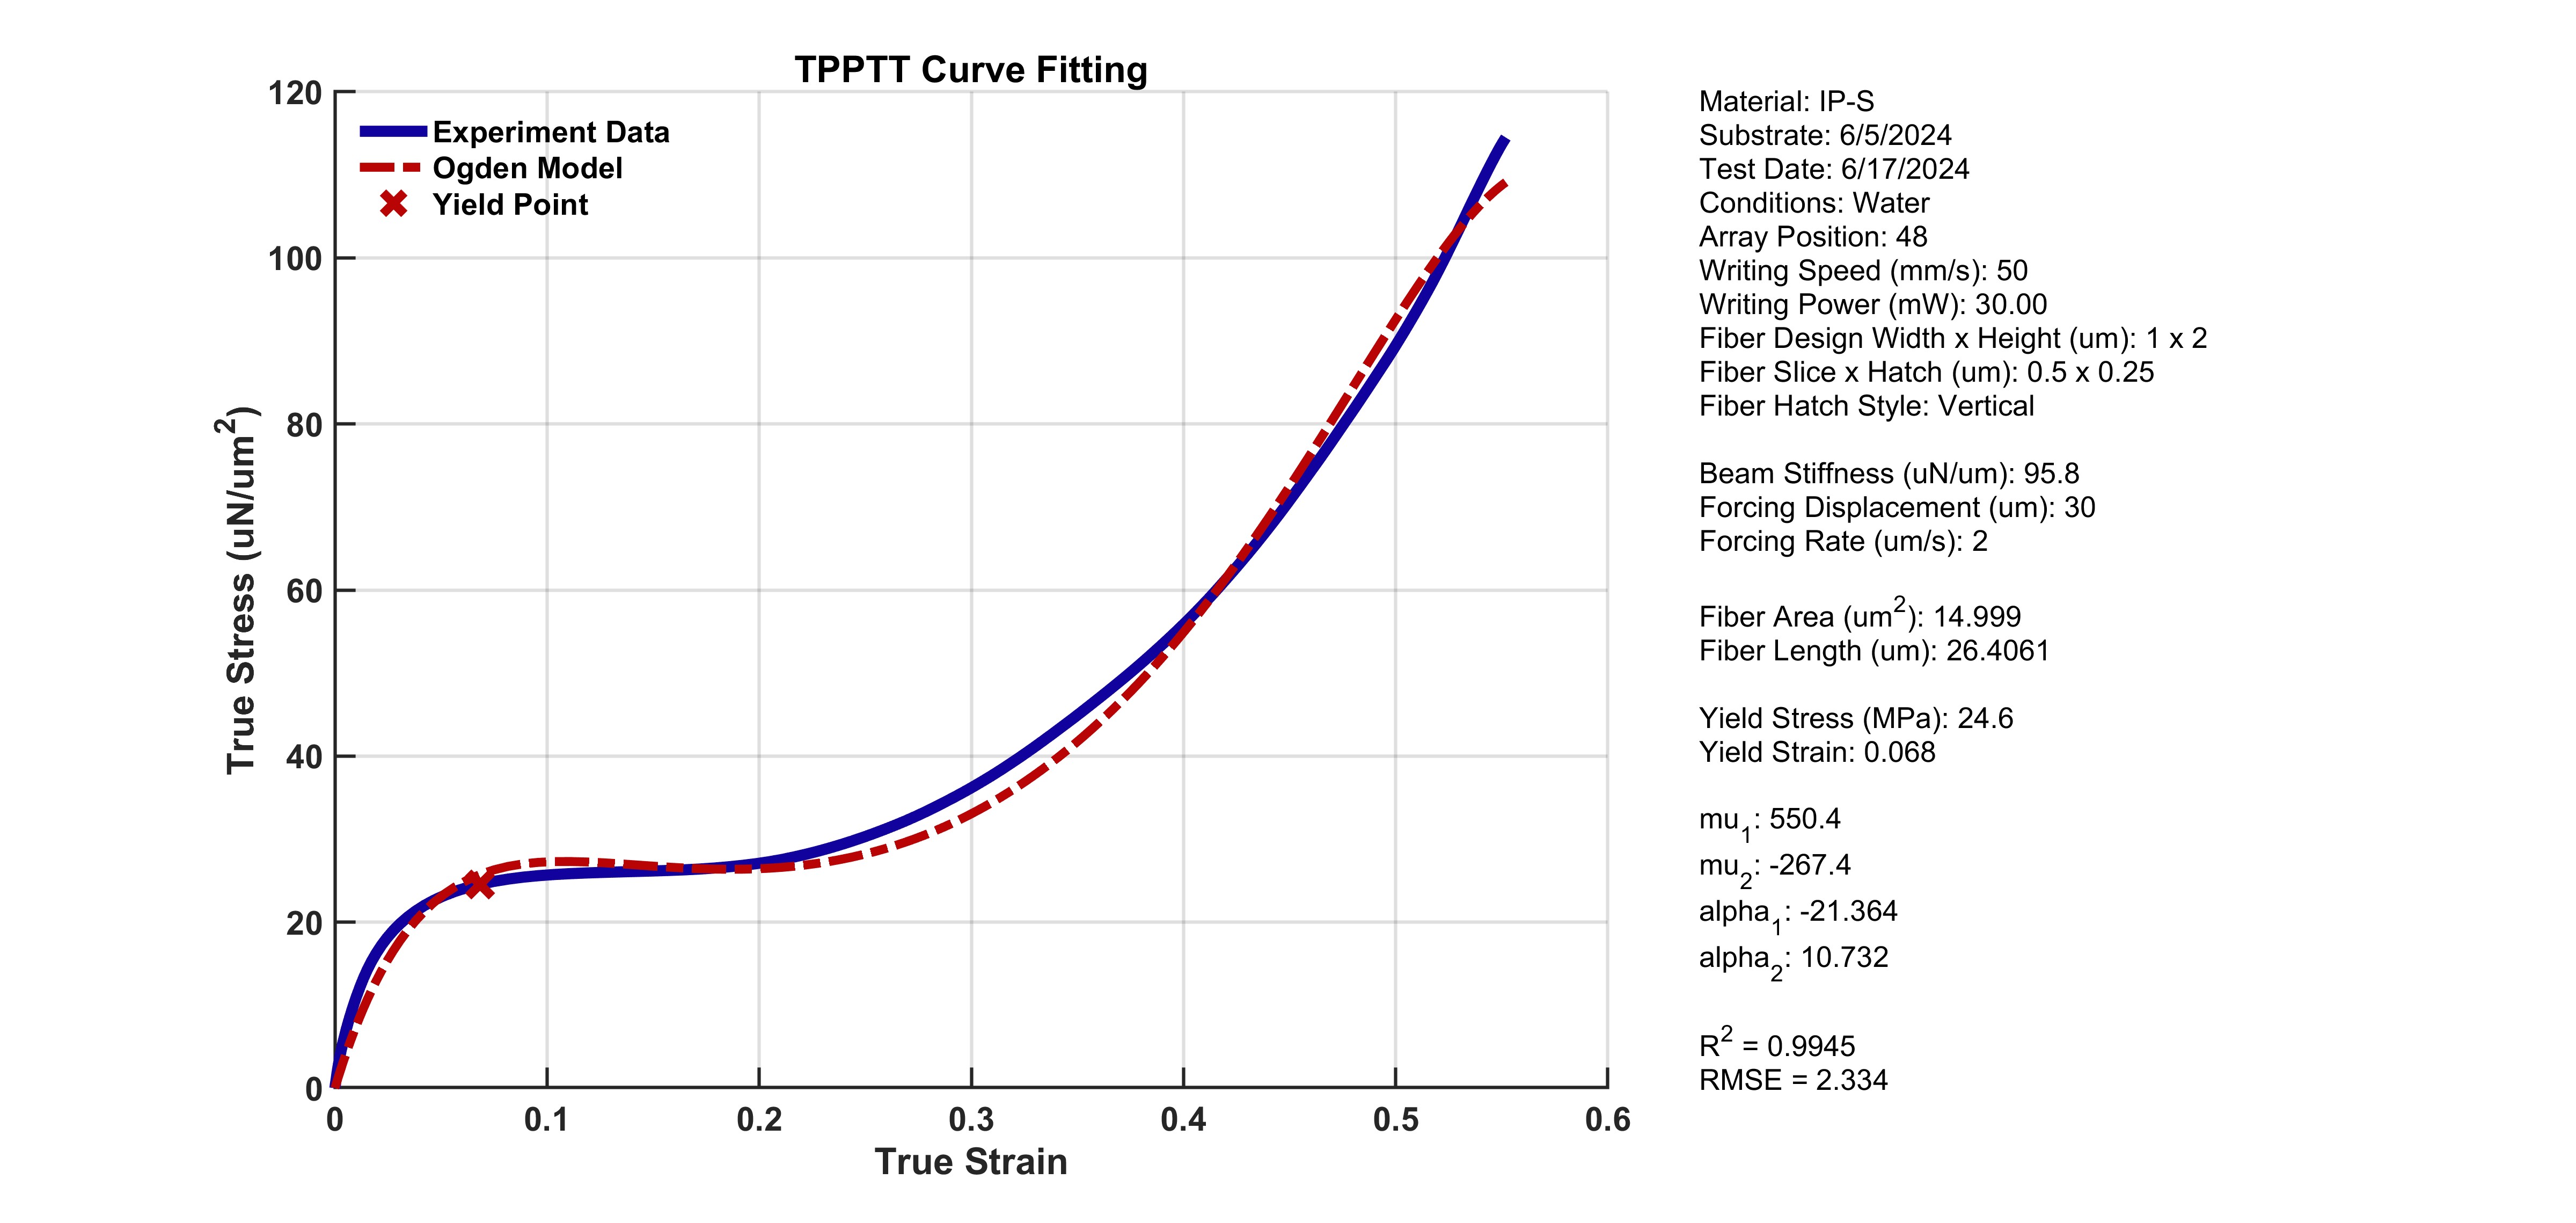 TPPTT Curve Fitting
120
100
80
60
40
20
0
True Stress (uN/um²)
Experiment Data
Ogden Model
Yield Point
0 0.1 0.2 0.3 0.4 0.5 0.6
True Strain
Material: IP-S
Substrate: 6/5/2024
Test Date: 6/17/2024
Conditions: Water
Array Position: 48
Writing Speed (mm/s): 50
Writing Power (mW): 30.00
Fiber Design Width x Height (um): 1 x 2
Fiber Slice x Hatch (um): 0.5 x 0.25
Fiber Hatch Style: Vertical
Beam Stiffness (uN/um): 95.8
Forcing Displacement (um): 30
Forcing Rate (um/s): 2
Fiber Area (um²): 14.999
Fiber Length (um): 26.4061
Yield Stress (MPa): 24.6
Yield Strain: 0.068
mu₁: 550.4
mu₂: -267.4
alpha₁: -21.364
alpha₂: 10.732
R² = 0.9945
RMSE = 2.334